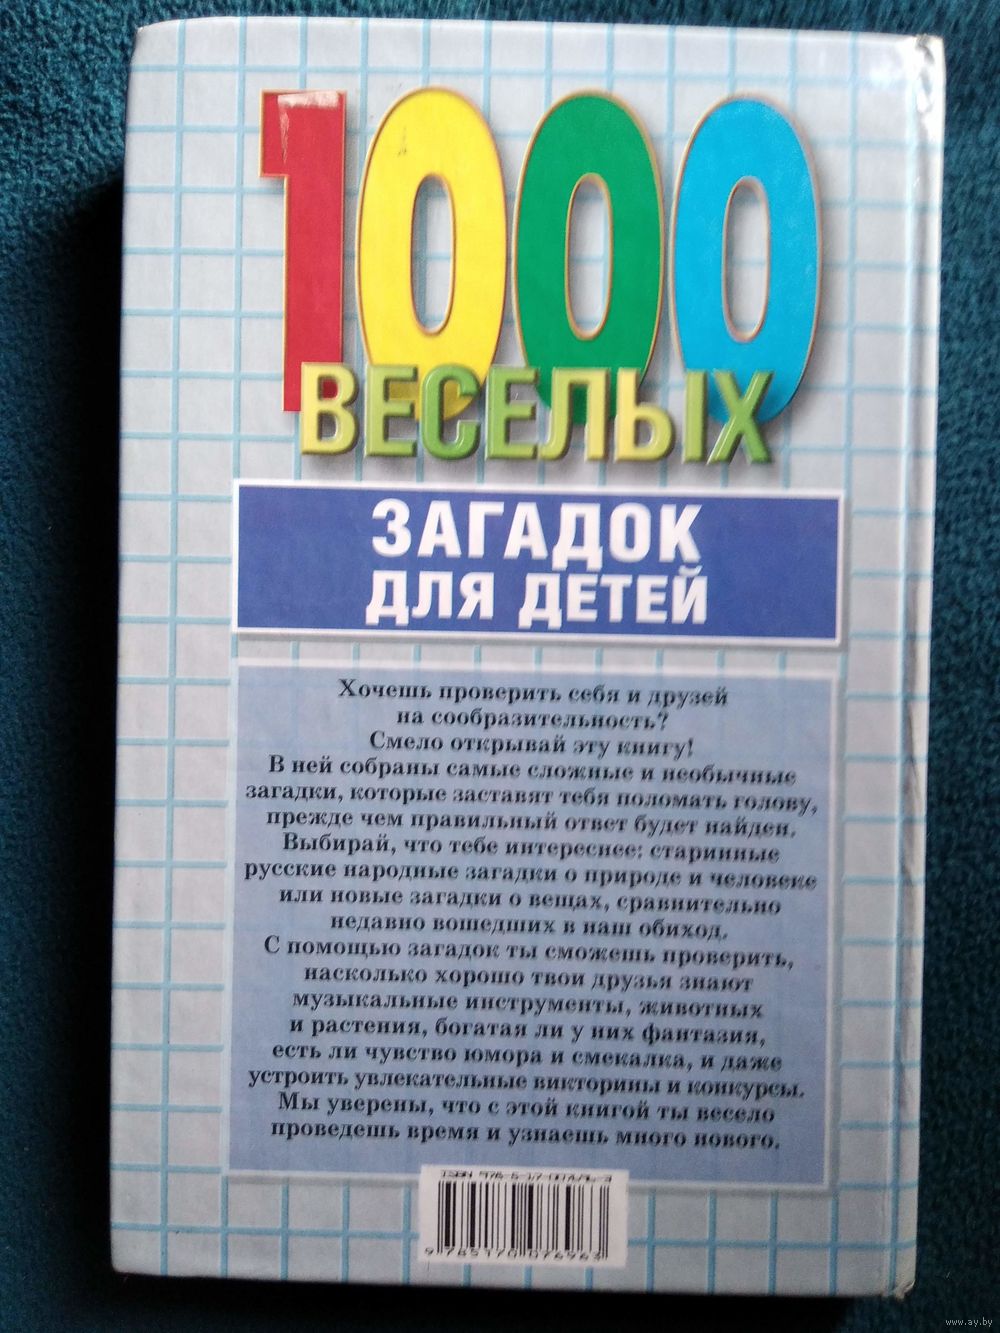 1000
ВЕСЕЛЫХ
ЗАГАДОК
ДЛЯ ДЕТЕЙ
Хочешь проверить себя и друзей
на сообразительность?
Смело открывай эту книгу!
В ней собраны самые сложные и необычные
загадки, которые заставят тебя поломать голову,
прежде чем правильный ответ будет найден.
Выбирай, что тебе интереснее: старинные
русские народные загадки о природе и человеке
или новые загадки о вещах, сравнительно
недавно вошедших в наш обиход.
С помощью загадок ты сможешь проверить,
насколько хорошо твои друзья знают
музыкальные инструменты, животных
и растения, богатая ли у них фантазия,
есть ли чувство юмора и смекалка, и даже
устроить увлекательные викторины и конкурсы.
Мы уверены, что с этой книгой ты весело
проведешь время и узнаешь много нового.
ISBN
9 785170 076963
www.ay.by